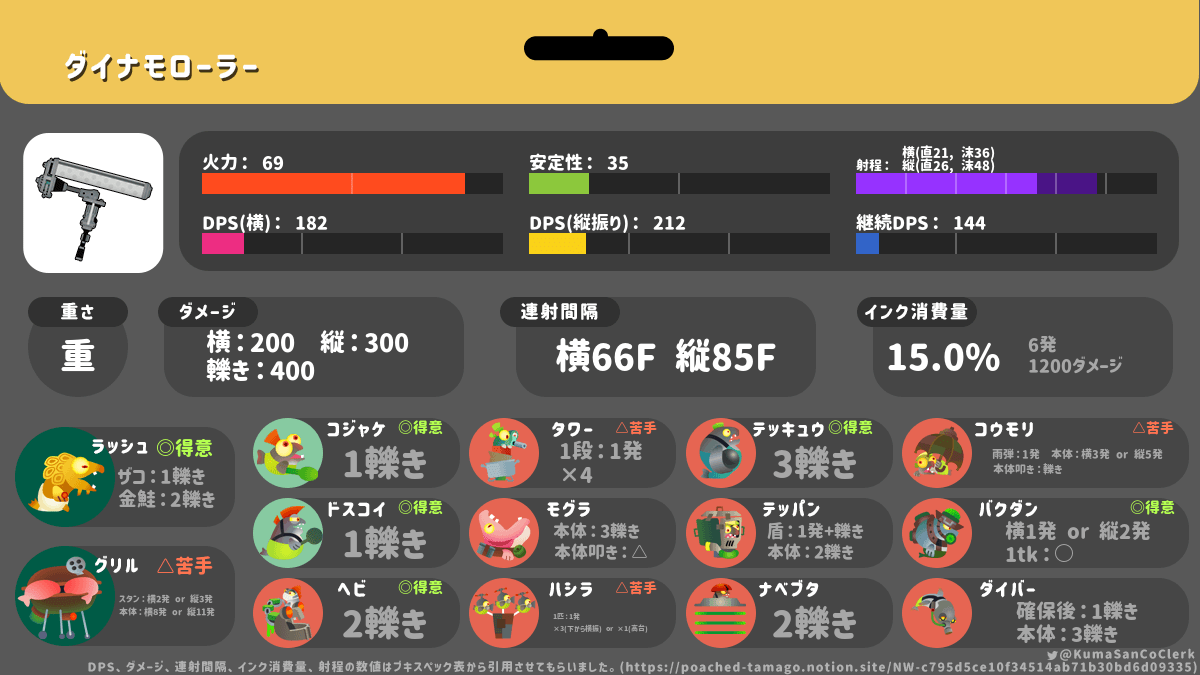 ダイナモローラー
火力： 69
安定性： 35
横(直21, 沫36)
射程： 縦(直26, 沫48)
DPS(横)： 182
DPS(縦振り)： 212
継続DPS： 144
重さ
重
ダメージ
横：200 縦：300
轢き：400
連射間隔
横66F 縦85F
インク消費量
15.0%
6発
1200ダメージ
ラッシュ ◎得意
ザコ：1轢き
金鮭：2轢き
グリル △苦手
スタン：横2発 or 縦3発
本体：横8発 or 縦11発
コジャケ ◎得意
1轢き
ドスコイ ◎得意
1轢き
ヘビ ◎得意
2轢き
タワー △苦手
1段：1発
×4
モグラ
本体：3轢き
本体叩き：△
ハシラ △苦手
1匹：1発
×3(下から横振) or ×1(高台)
テッキュウ ◎得意
3轢き
テッパン
盾：1発+轢き
本体：2轢き
ナベブタ
2轢き
コウモリ △苦手
雨弾：1発 本体：横3発 or 縦5発
本体叩き：轢き
バクダン ◎得意
横1発 or 縦2発
1tk：〇
ダイバー
確保後：1轢き
本体：3轢き
@KumaSanCoClerk
DPS、ダメージ、連射間隔、インク消費量、射程の数値はブキスペック表から引用させてもらいました。(https://poached-tamago.notion.site/NW-c795d5ce10f34514ab71b30bd6d09335)